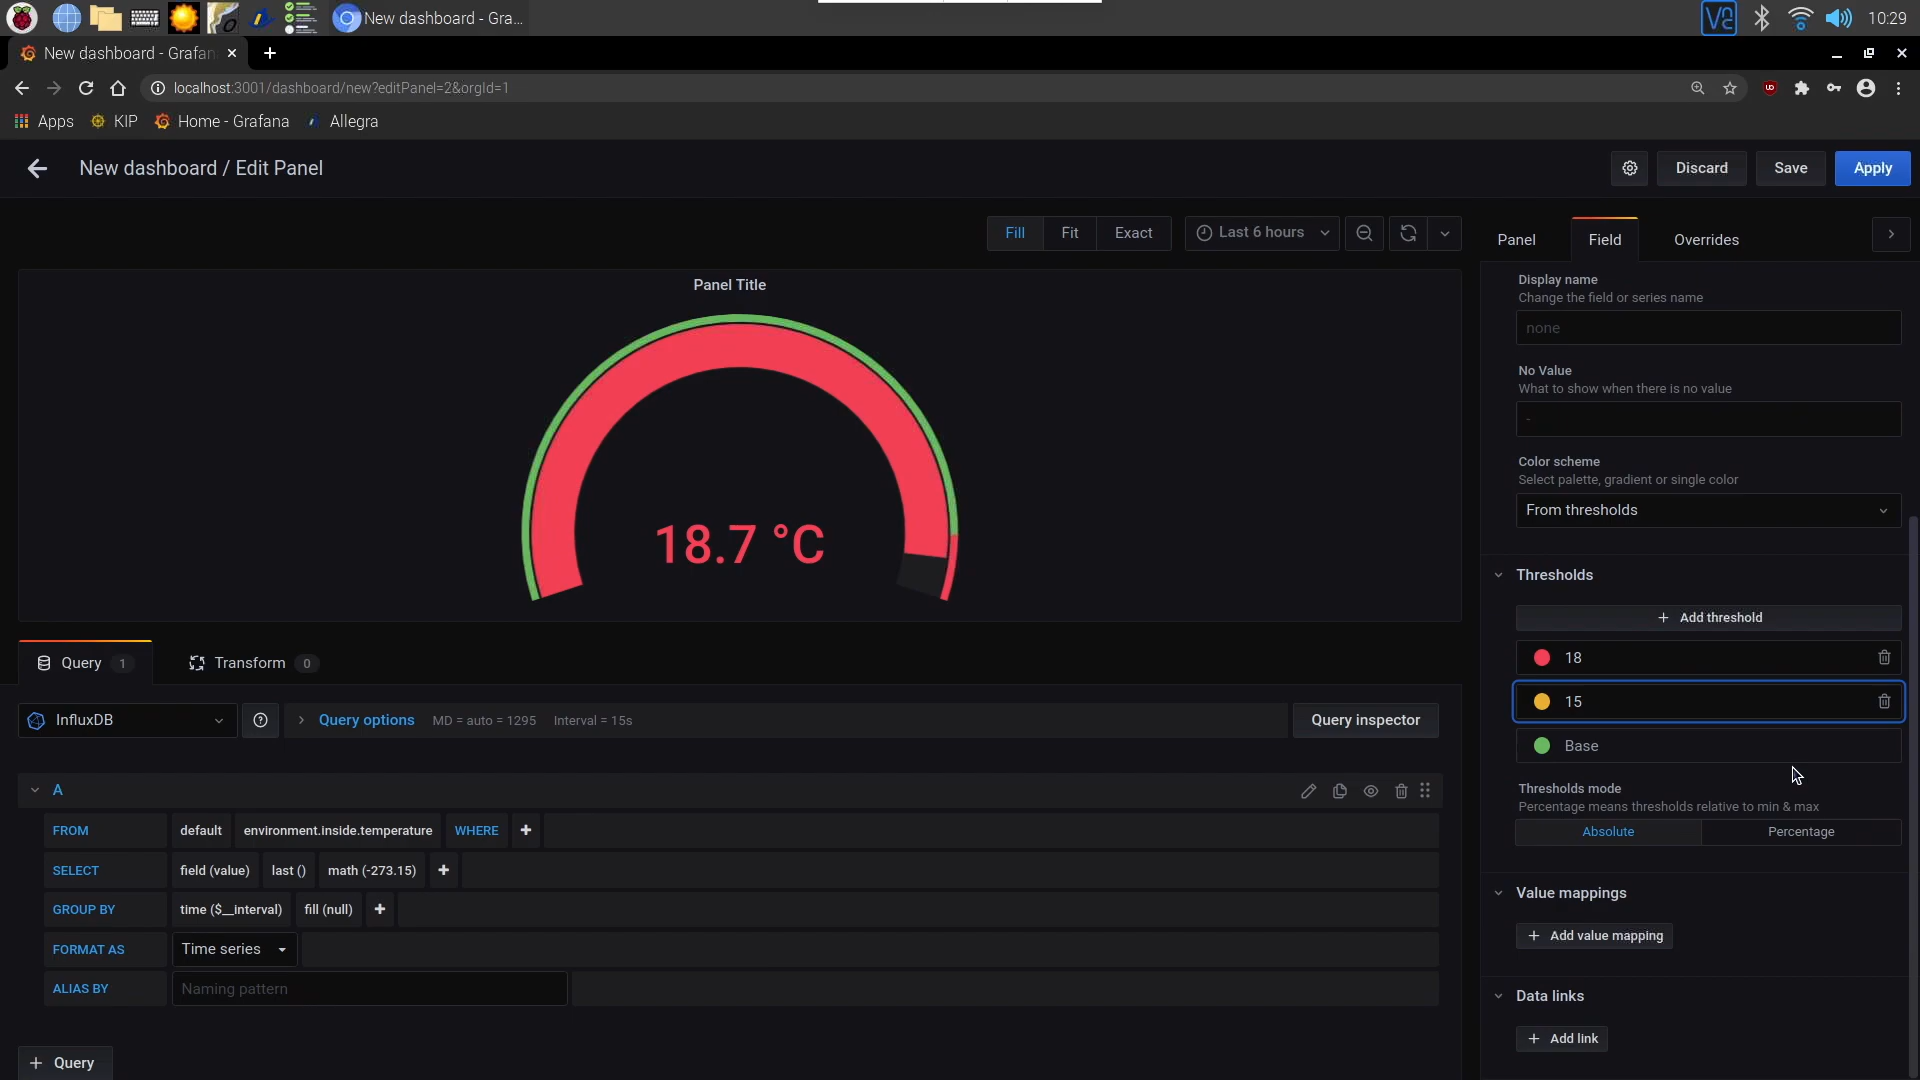 New dashboard - Gra...
10:29
New dashboard - Grafan
localhost:3001/dashboard/new?editPanel=2&orgId=1
Apps
KIP
Home - Grafana
Allegra
New dashboard / Edit Panel
Discard
Save
Apply
Fill
Fit
Exact
Last 6 hours
Panel
Field
Overrides
Panel Title
18.7 °C
Display name
Change the field or series name
none
No Value
What to show when there is no value
-
Color scheme
Select palette, gradient or single color
From thresholds
Thresholds
+ Add threshold
18
15
Base
Thresholds mode
Percentage means thresholds relative to min & max
Absolute
Percentage
Value mappings
+ Add value mapping
Data links
+ Add link
Query 1
Transform 0
InfluxDB
Query options MD = auto = 1295 Interval = 15s
Query inspector
A
FROM default environment.inside.temperature WHERE +
SELECT field (value) last () math (-273.15) +
GROUP BY time ($__interval) fill (null) +
FORMAT AS Time series
ALIAS BY Naming pattern
+ Query